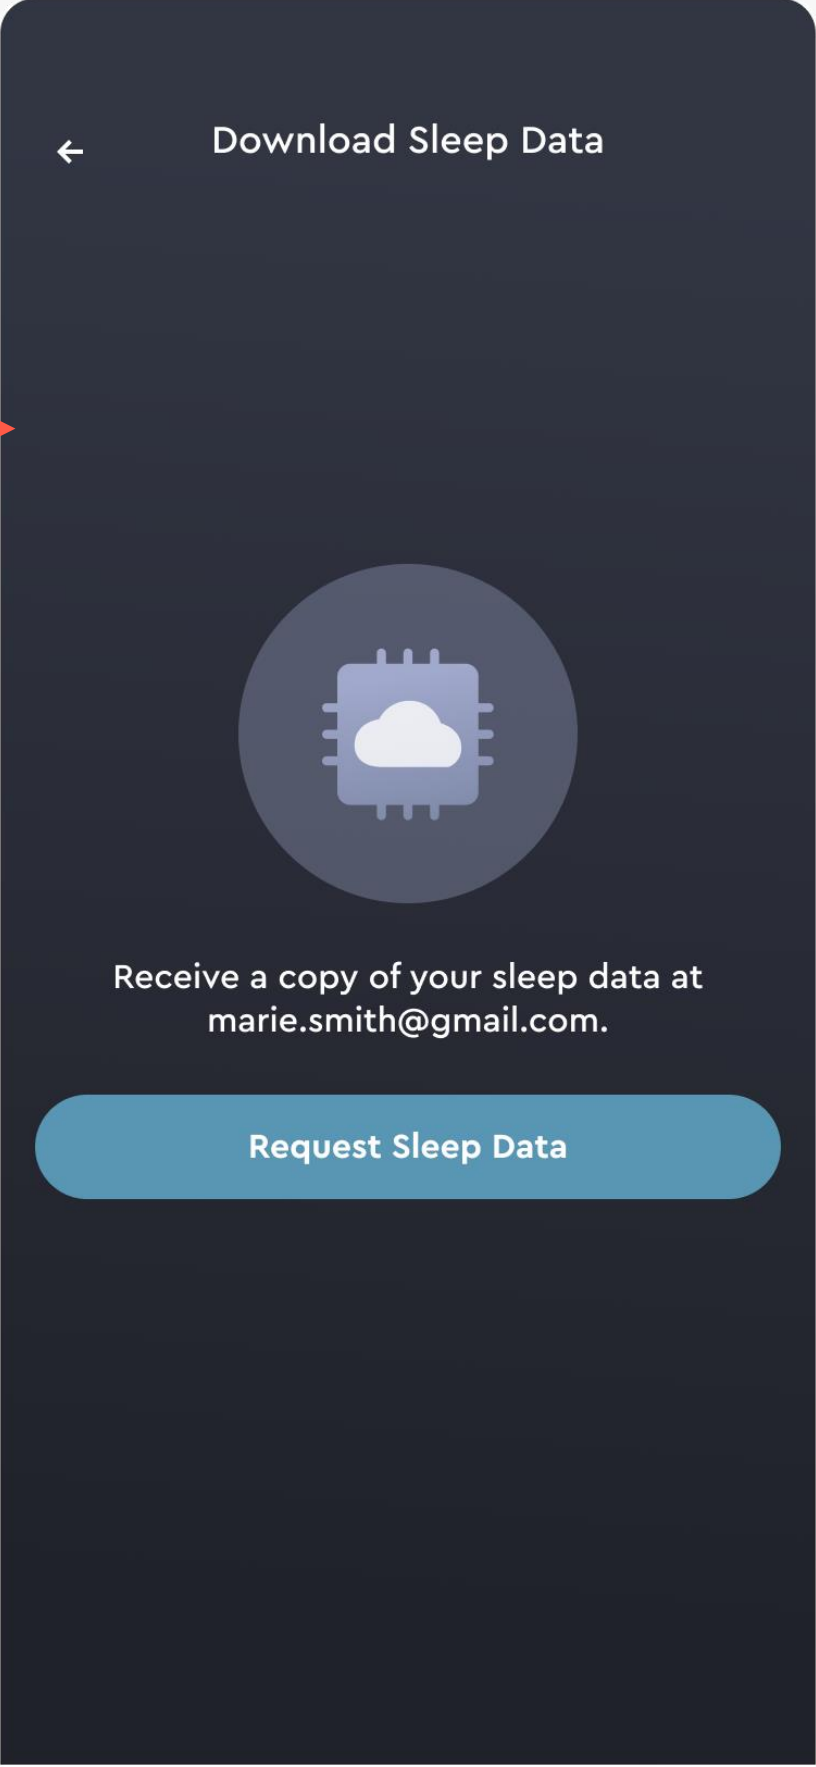 Download Sleep Data
Receive a copy of your sleep data at
marie.smith@gmail.com.
Request Sleep Data